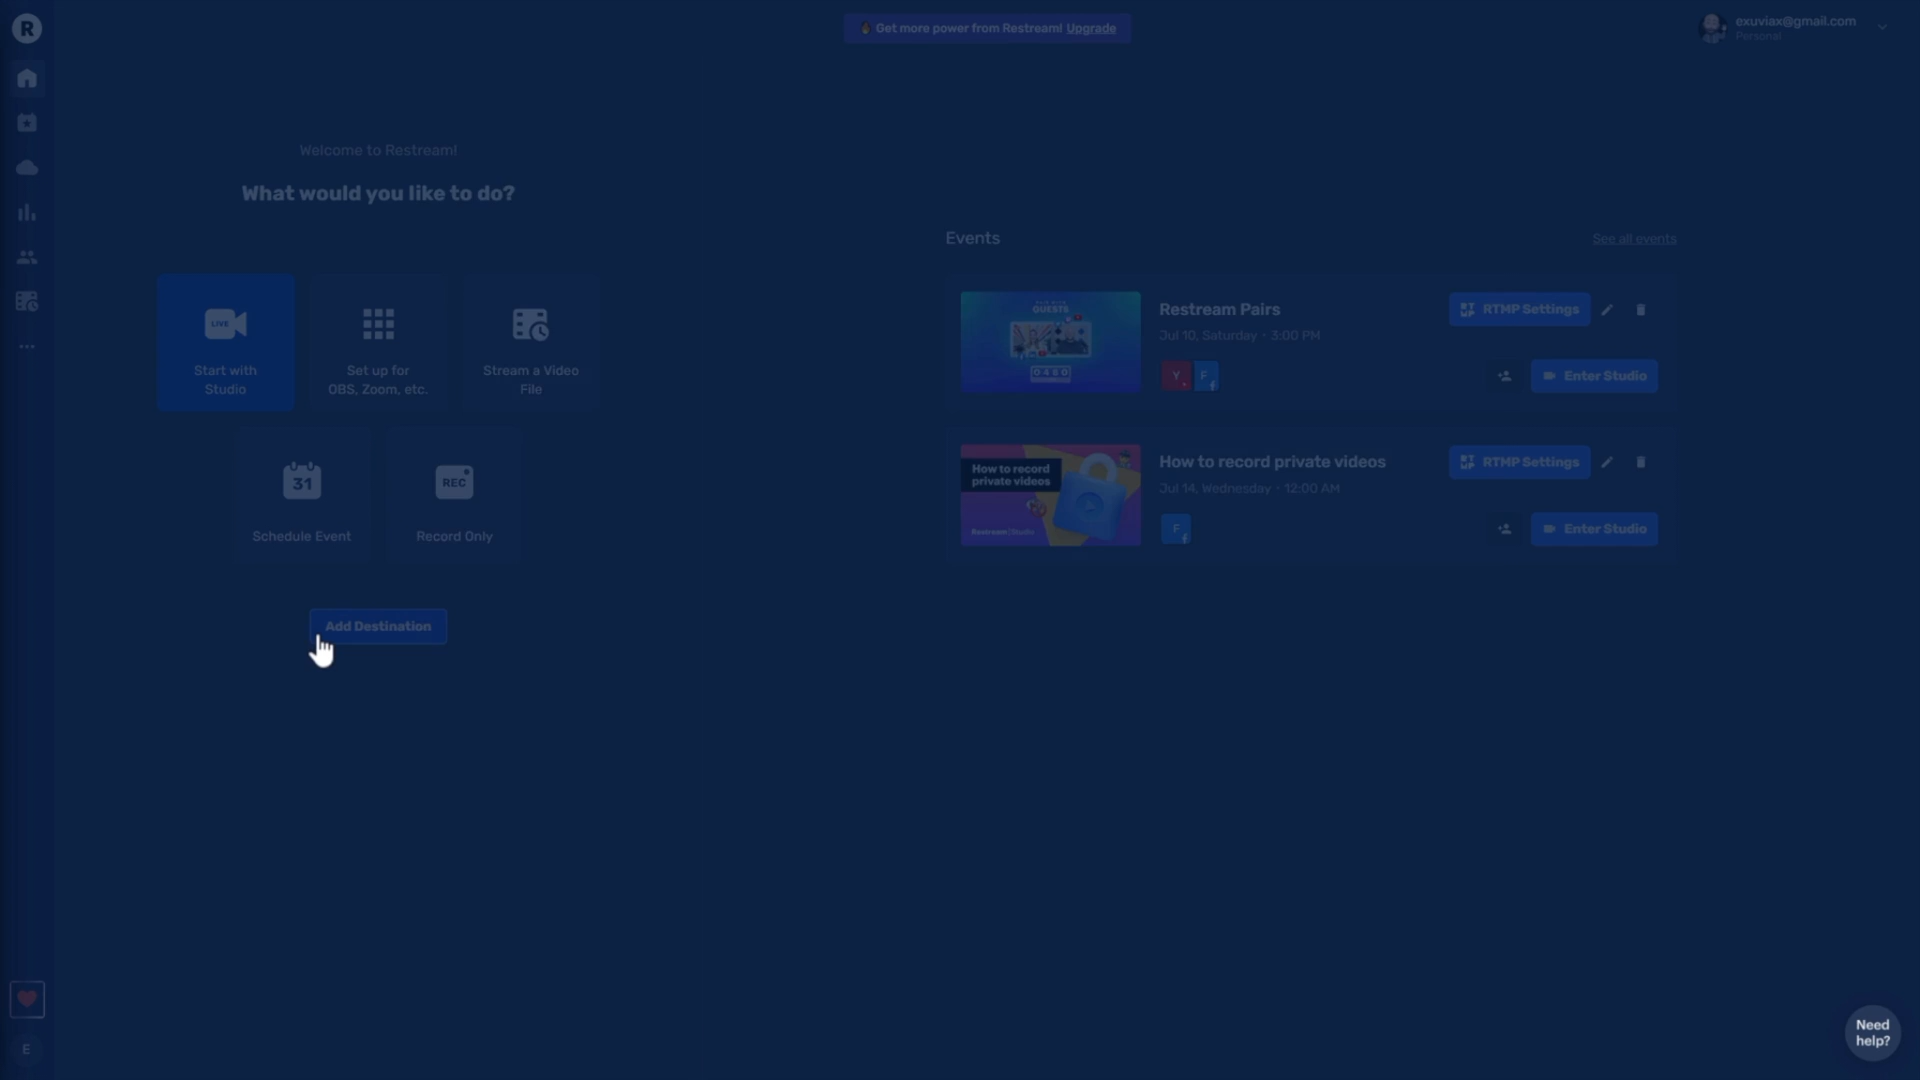 R
🔥 Get more power from Restream! Upgrade
exuviax@gmail.com
Personal
Welcome to Restream!
What would you like to do?
LIVE
Start with
Studio
Set up for
OBS, Zoom, etc.
Stream a Video
File
31
Schedule Event
REC
Record Only
Add Destination
Events
See all events
GUESTS
0480
Restream Pairs
Jul 10, Saturday • 3:00 PM
Y
F
RTMP Settings
Enter Studio
How to record
private videos
Restream Studio
How to record private videos
Jul 14, Wednesday • 12:00 AM
F
RTMP Settings
Enter Studio
E
Need
help?